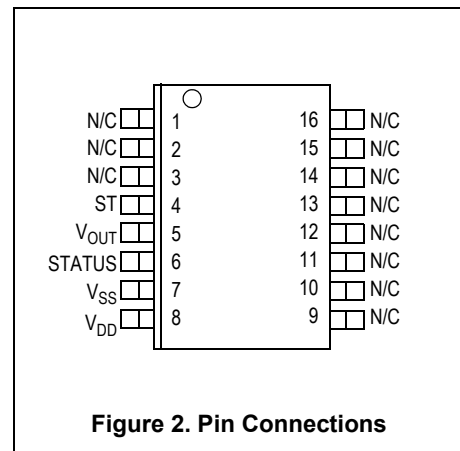 N/C 1 16 N/C
N/C 2 15 N/C
N/C 3 14 N/C
ST 4 13 N/C
VOUT 5 12 N/C
STATUS 6 11 N/C
VSS 7 10 N/C
VDD 8 9 N/C
Figure 2. Pin Connections